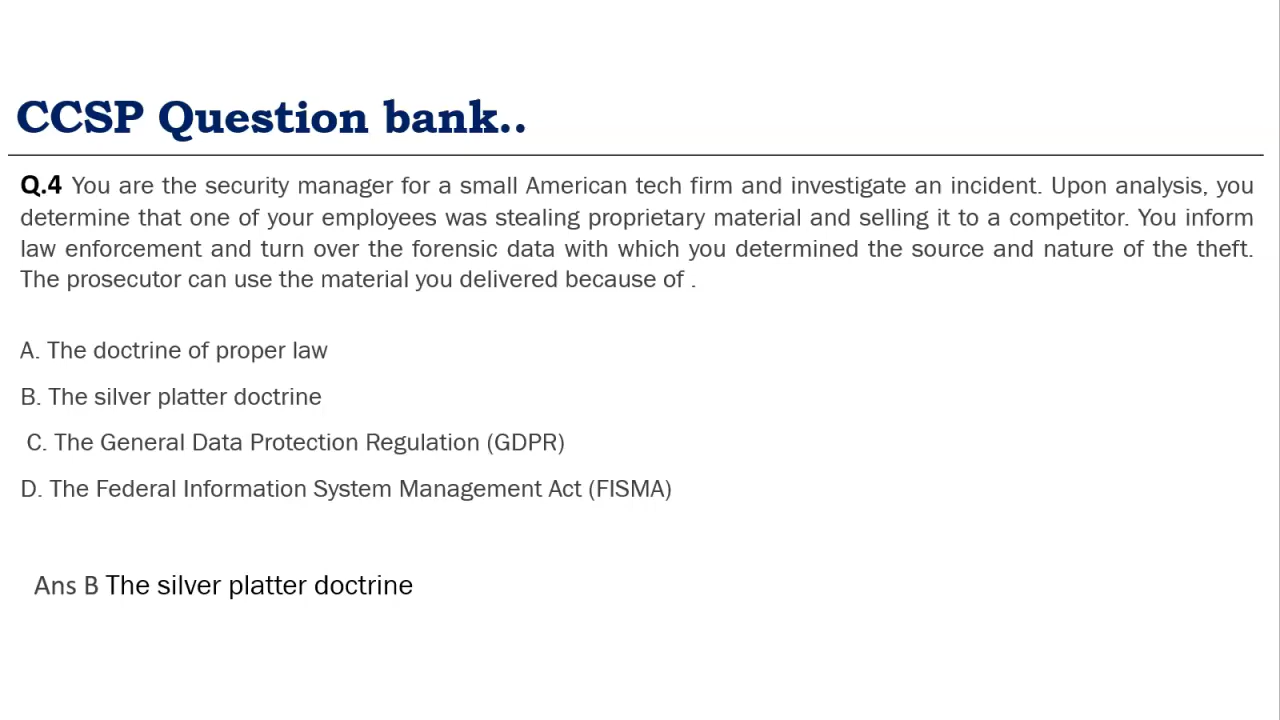 CCSP Question bank..
Q.4 You are the security manager for a small American tech firm and investigate an incident. Upon analysis, you
determine that one of your employees was stealing proprietary material and selling it to a competitor. You inform
law enforcement and turn over the forensic data with which you determined the source and nature of the theft.
The prosecutor can use the material you delivered because of .
A. The doctrine of proper law
B. The silver platter doctrine
C. The General Data Protection Regulation (GDPR)
D. The Federal Information System Management Act (FISMA)
Ans B The silver platter doctrine